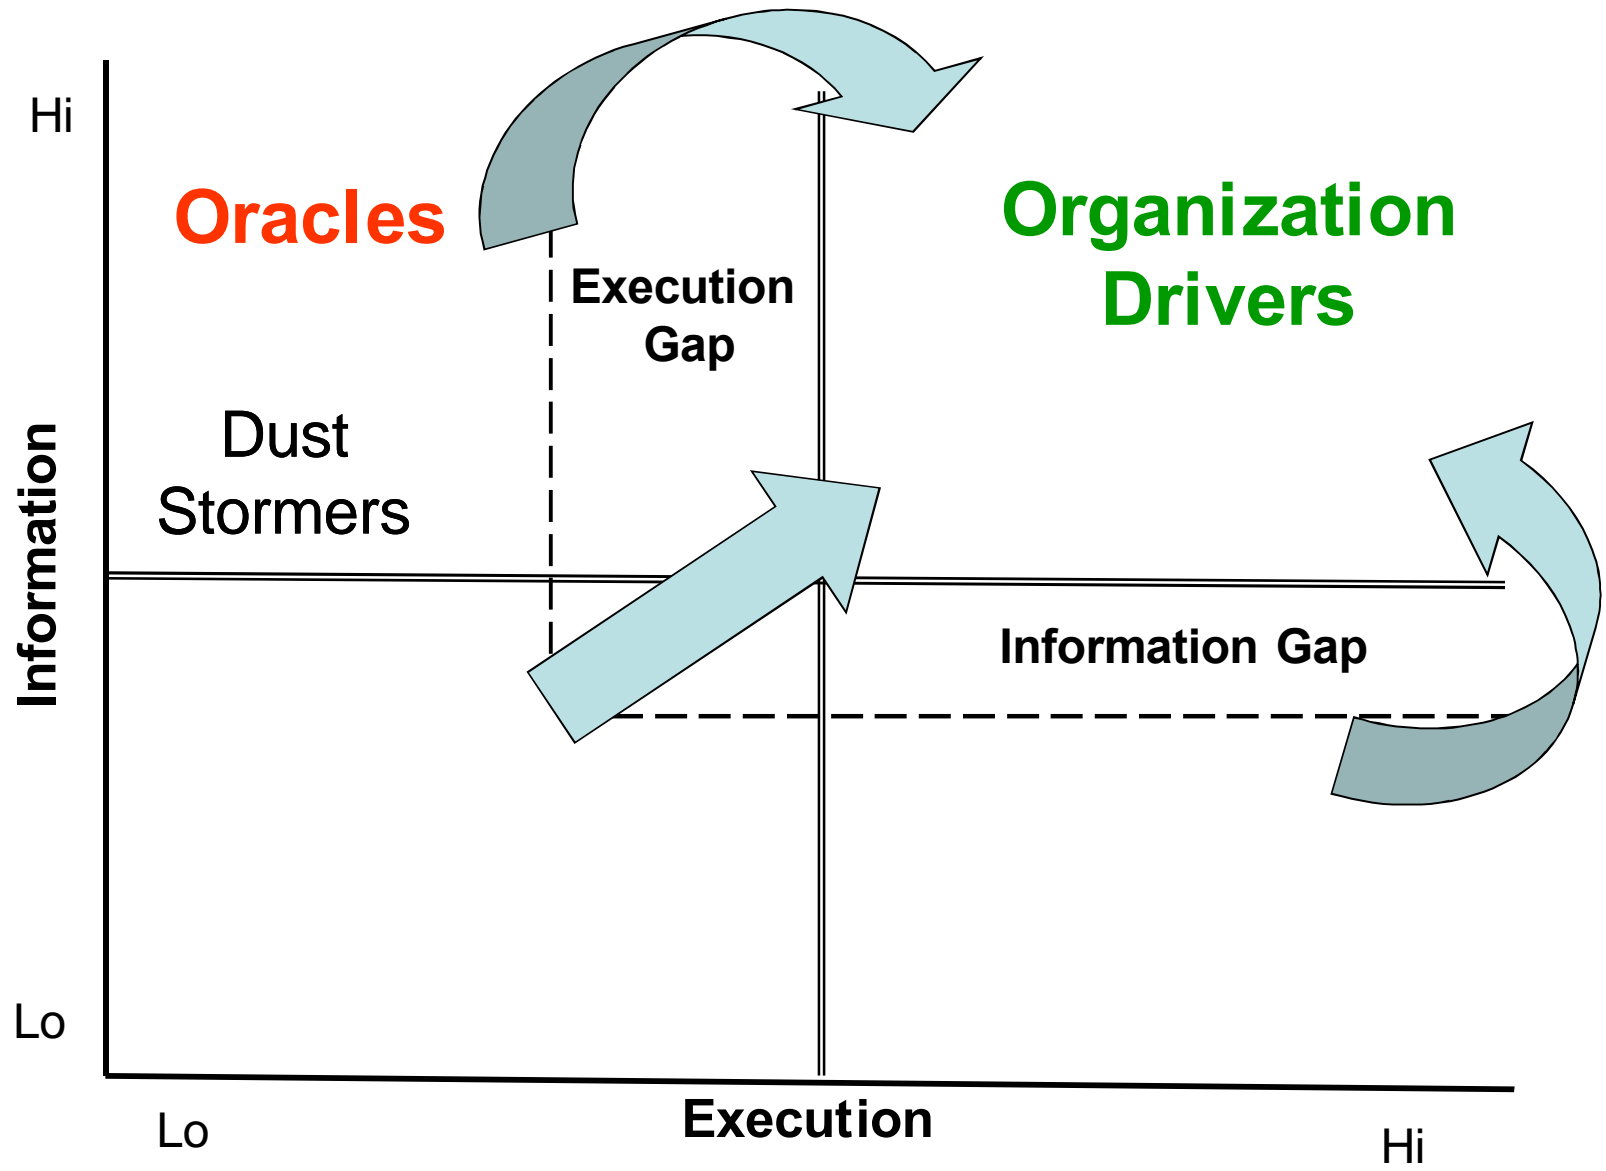 Hi
Oracles
Organization
Drivers
Execution
Gap
Dust
Stormers
Information
Information Gap
Lo
Lo
Execution
Hi